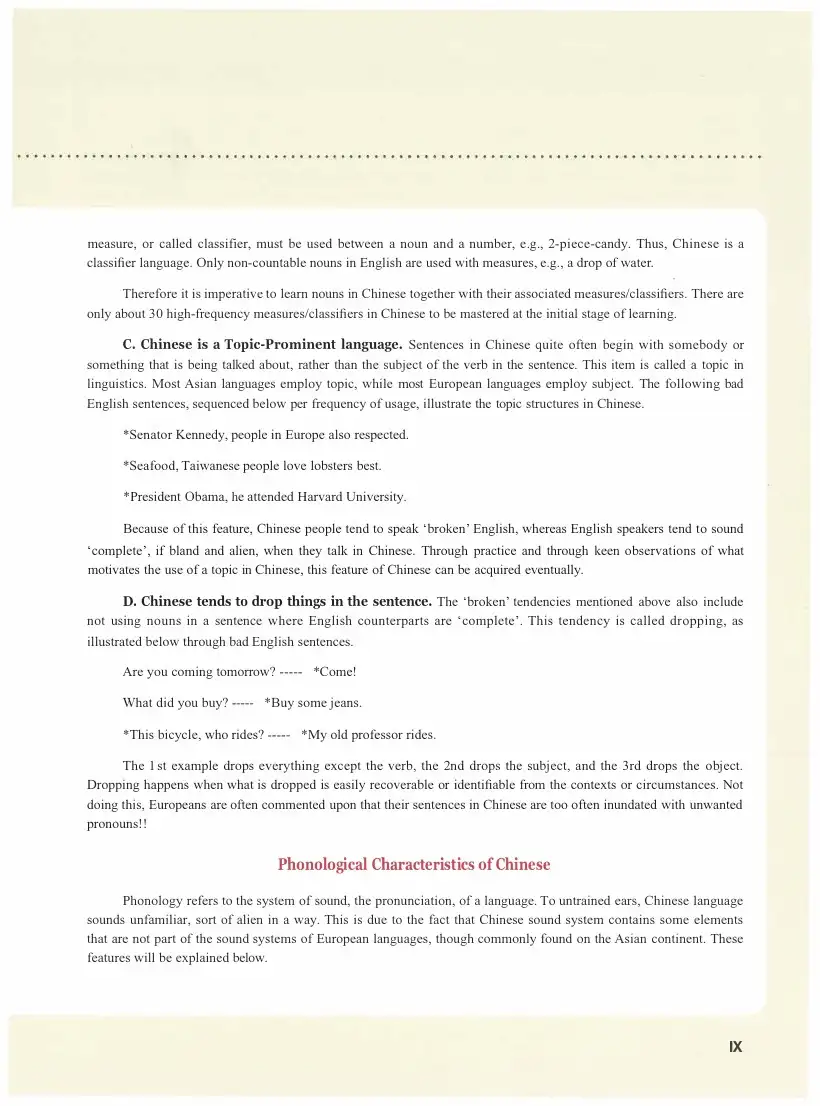 measure, or called classifier, must be used between a noun and a number, e.g., 2-piece-candy. Thus, Chinese is a
classifier language. Only non-countable nouns in English are used with measures, e.g., a drop of water.
Therefore it is imperative to learn nouns in Chinese together with their associated measures/classifiers. There are
only about 30 high-frequency measures/classifiers in Chinese to be mastered at the initial stage of learning.
C. Chinese is a Topic-Prominent language. Sentences in Chinese quite often begin with somebody or
something that is being talked about, rather than the subject of the verb in the sentence. This item is called a topic in
linguistics. Most Asian languages employ topic, while most European languages employ subject. The following bad
English sentences, sequenced below per frequency of usage, illustrate the topic structures in Chinese.
*Senator Kennedy, people in Europe also respected.
*Seafood, Taiwanese people love lobsters best.
*President Obama, he attended Harvard University.
Because of this feature, Chinese people tend to speak ‘broken’ English, whereas English speakers tend to sound
‘complete’, if bland and alien, when they talk in Chinese. Through practice and through keen observations of what
motivates the use of a topic in Chinese, this feature of Chinese can be acquired eventually.
D. Chinese tends to drop things in the sentence. The ‘broken’ tendencies mentioned above also include
not using nouns in a sentence where English counterparts are ‘complete’. This tendency is called dropping, as
illustrated below through bad English sentences.
Are you coming tomorrow? ----- *Come!
What did you buy? ----- *Buy some jeans.
*This bicycle, who rides? ----- *My old professor rides.
The 1st example drops everything except the verb, the 2nd drops the subject, and the 3rd drops the object.
Dropping happens when what is dropped is easily recoverable or identifiable from the contexts or circumstances. Not
doing this, Europeans are often commented upon that their sentences in Chinese are too often inundated with unwanted
pronouns!!
Phonological Characteristics of Chinese
Phonology refers to the system of sound, the pronunciation, of a language. To untrained ears, Chinese language
sounds unfamiliar, sort of alien in a way. This is due to the fact that Chinese sound system contains some elements
that are not part of the sound systems of European languages, though commonly found on the Asian continent. These
features will be explained below.
IX